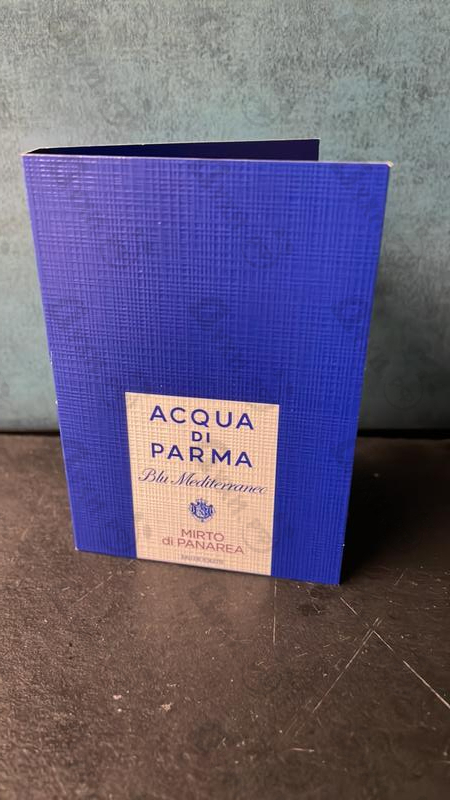 ACQUA
DI
PARMA
Blu Mediterraneo
MIRTO
di PANAREA